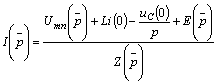 I(p̄) = (U_mn(p̄) + Li(0) − u_C(0)/p + E(p̄)) / Z(p̄)